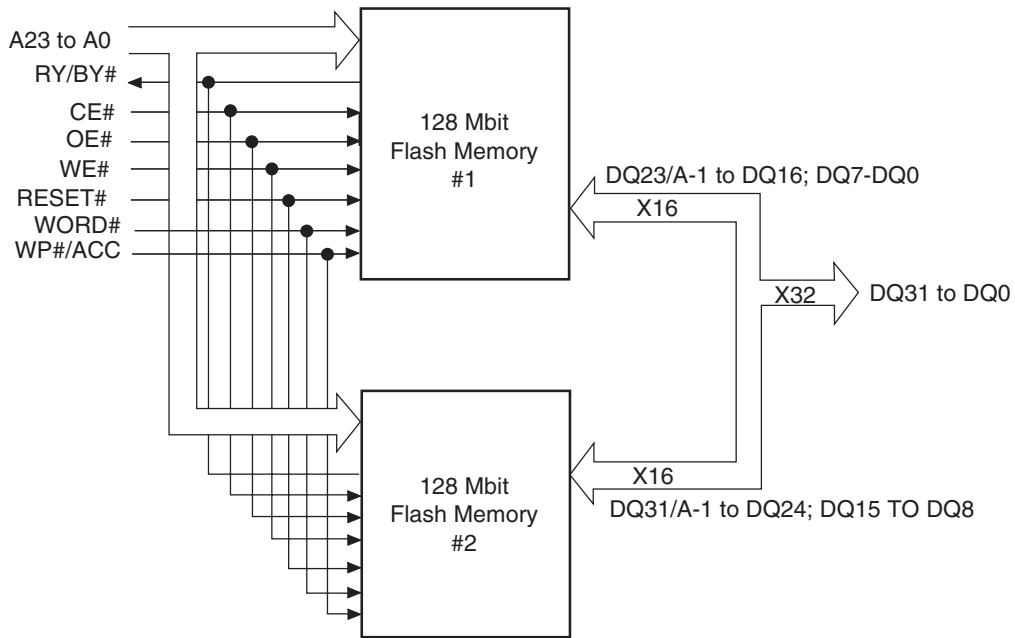 A23 to A0
RY/BY#
CE#
OE#
WE#
RESET#
WORD#
WP#/ACC
128 Mbit
Flash Memory
#1
DQ23/A-1 to DQ16; DQ7-DQ0
X16
X32
DQ31 to DQ0
128 Mbit
Flash Memory
#2
X16
DQ31/A-1 to DQ24; DQ15 TO DQ8